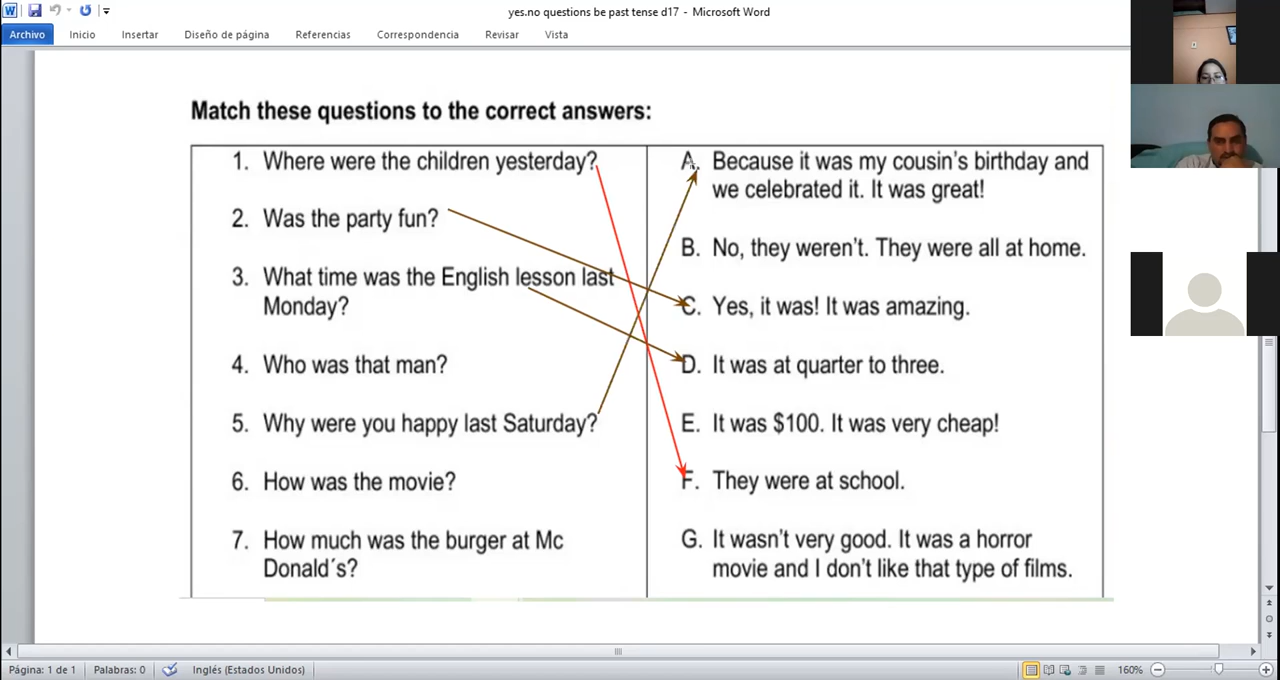 yes.no questions be past tense d17 - Microsoft Word
Archivo Inicio Insertar Diseño de página Referencias Correspondencia Revisar Vista
Match these questions to the correct answers:
1. Where were the children yesterday?
2. Was the party fun?
3. What time was the English lesson last
Monday?
4. Who was that man?
5. Why were you happy last Saturday?
6. How was the movie?
7. How much was the burger at Mc
Donald´s?
A. Because it was my cousin's birthday and
we celebrated it. It was great!
B. No, they weren't. They were all at home.
C. Yes, it was! It was amazing.
D. It was at quarter to three.
E. It was $100. It was very cheap!
F. They were at school.
G. It wasn't very good. It was a horror
movie and I don't like that type of films.
Página: 1 de 1 Palabras: 0 Inglés (Estados Unidos) 160%